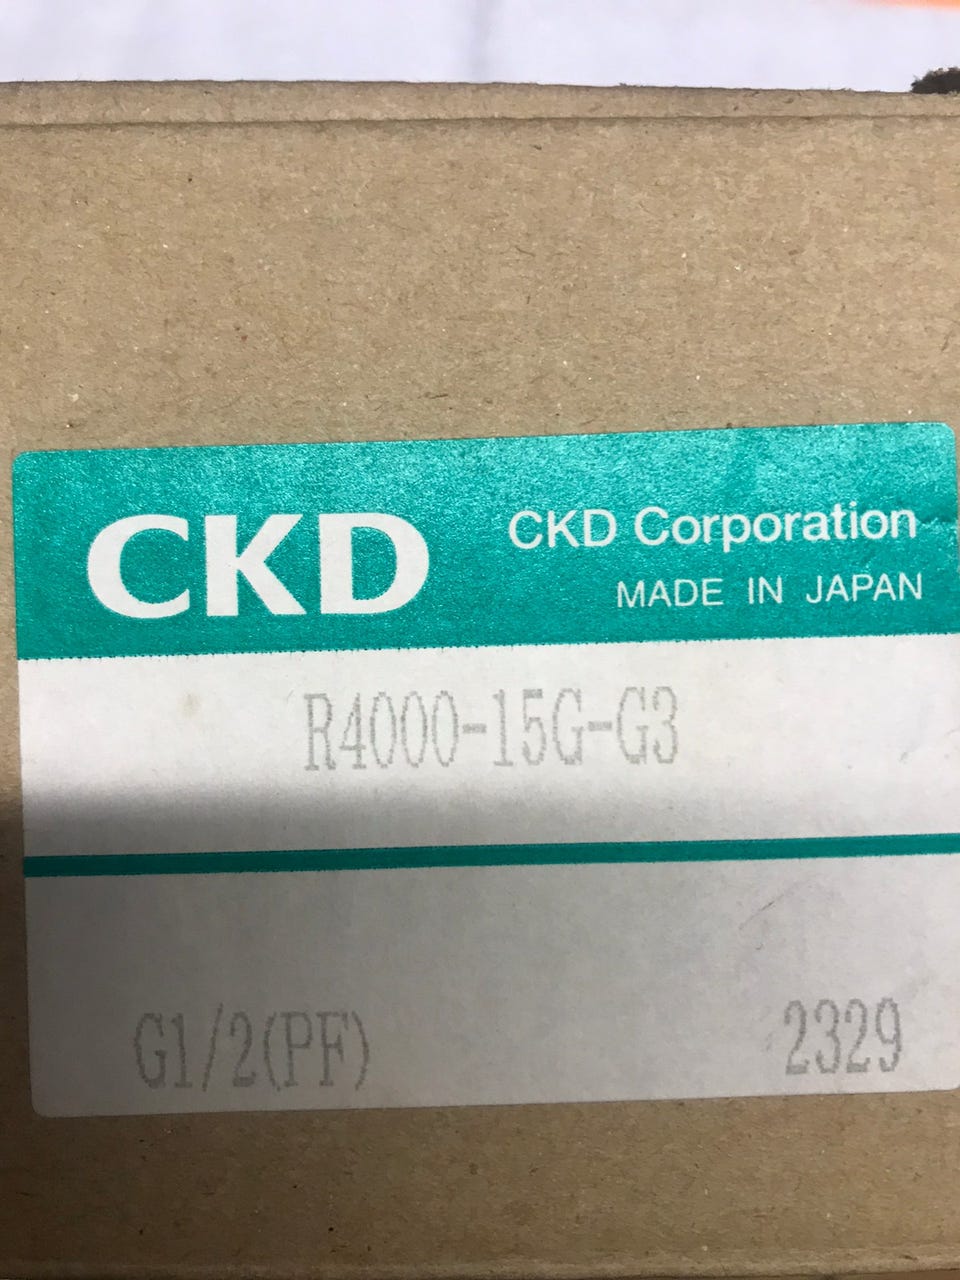 CKD
CKD Corporation
MADE IN JAPAN
R4000-15G-G3
G1/2(PF)
2329